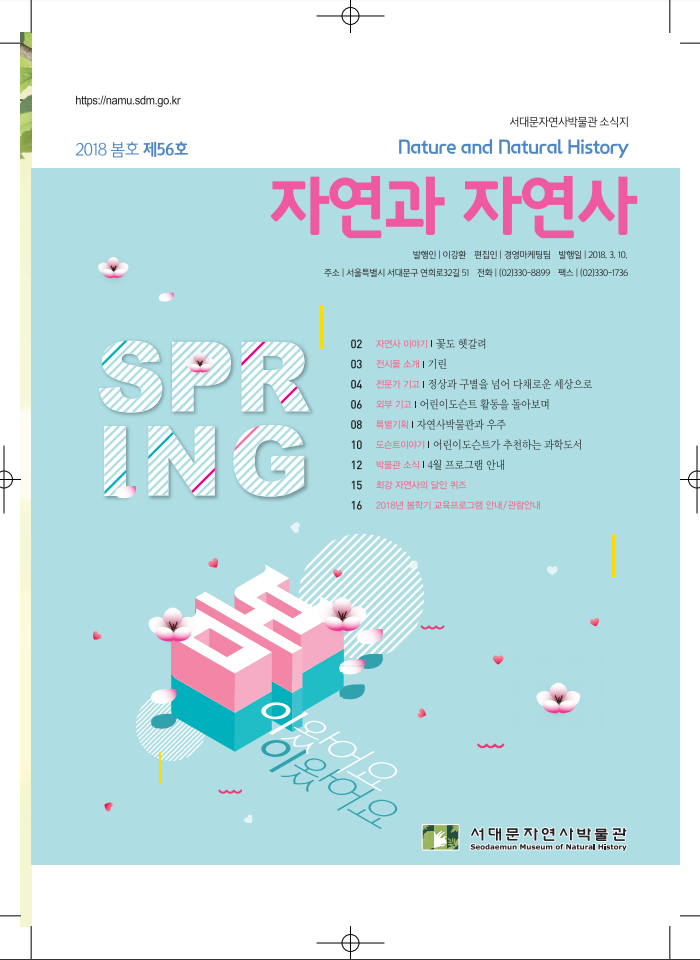 https://namu.sdm.go.kr
서대문자연사박물관 소식지
2018 봄호 제56호
Nature and Natural History
자연과 자연사
발행인 | 이강환 편집인 | 경영마케팅팀 발행일 | 2018. 3. 10.
주소 | 서울특별시 서대문구 연희로32길 51 전화 | (02)330-8899 팩스 | (02)330-1736
SPR
ING
02 자연사 이야기 | 꽃도 헷갈려
03 전시물 소개 | 기린
04 전문가 기고 | 정상과 구별을 넘어 다채로운 세상으로
06 외부 기고 | 어린이도슨트 활동을 돌아보며
08 특별기획 | 자연사박물관과 우주
10 도슨트이야기 | 어린이도슨트가 추천하는 과학도서
12 박물관 소식 | 4월 프로그램 안내
15 최강 자연사의 달인 퀴즈
16 2018년 봄학기 교육프로그램 안내/관람안내
봄
이 왔어요
이 왔어요
서대문자연사박물관
Seodaemun Museum of Natural History